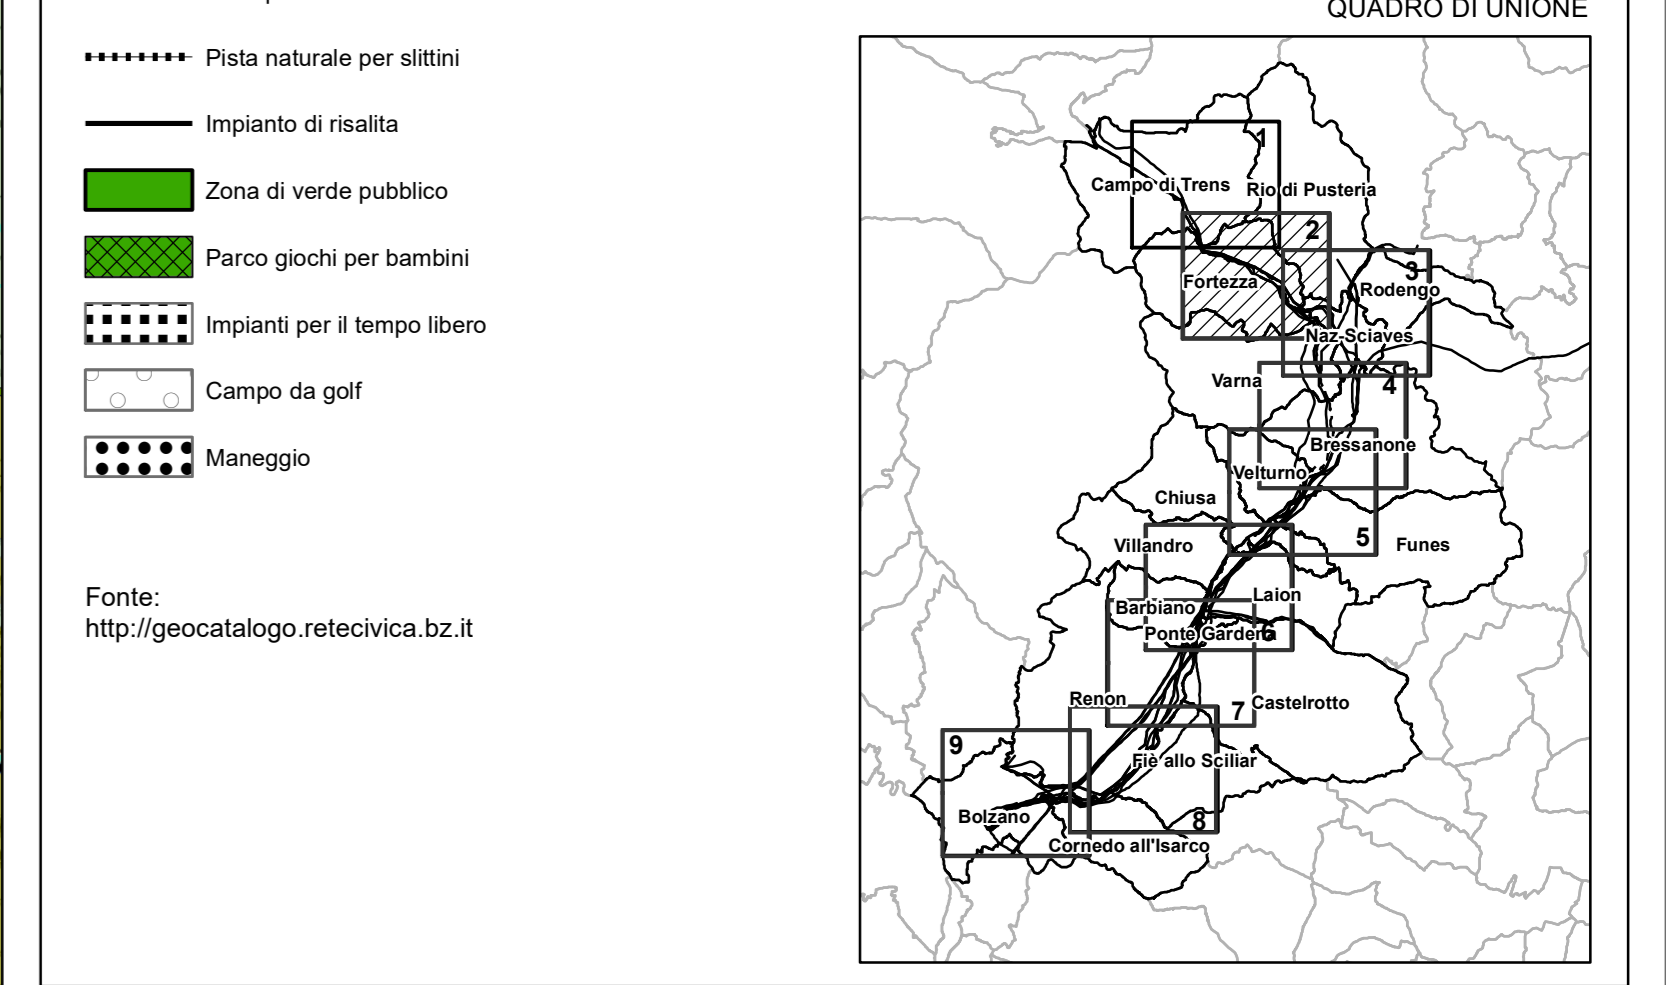 Pista naturale per slittini
Impianto di risalita
Zona di verde pubblico
Parco giochi per bambini
Impianti per il tempo libero
Campo da golf
Maneggio
Fonte:
http://geocatalogo.retecivica.bz.it
QUADRO DI UNIONE
1
Campo di Trens
Rio di Pusteria
2
3
Fortezza
Rodengo
Naz-Sciaves
Varna
4
Bressanone
Velturno
Chiusa
5
Villandro
Funes
Laion
Barbiano
Ponte Gardena
6
Renon
7
Castelrotto
9
Fiè allo Sciliar
Bolzano
8
Cornedo all'Isarco